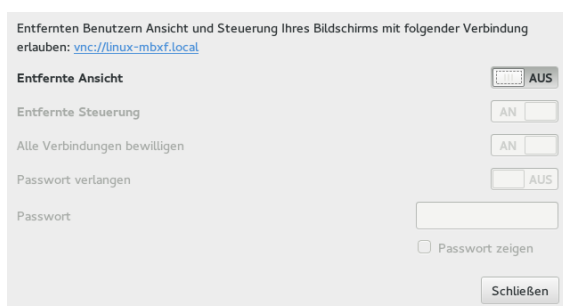 Entfernten Benutzern Ansicht und Steuerung Ihres Bildschirms mit folgender Verbindung
erlauben: vnc://linux-mbxf.local
Entfernte Ansicht AUS
Entfernte Steuerung AN
Alle Verbindungen bewilligen AN
Passwort verlangen AUS
Passwort
Passwort zeigen
Schließen